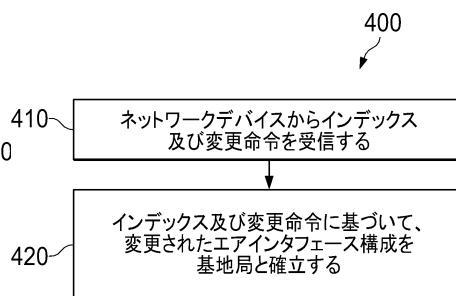 400
410
ネットワークデバイスからインデックス
及び変更命令を受信する
0
420
インデックス及び変更命令に基づいて、
変更されたエアインタフェース構成を
基地局と確立する